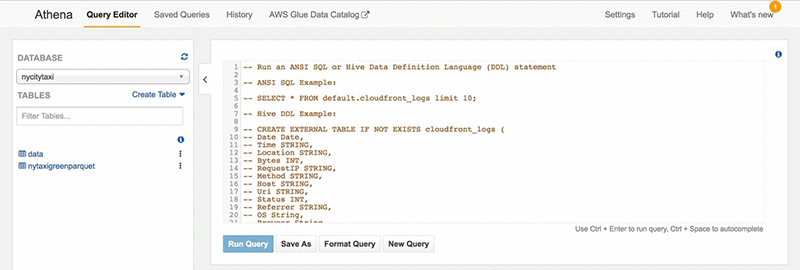 Athena Query Editor Saved Queries History AWS Glue Data Catalog Settings Tutorial Help What's new 1
DATABASE
nycitytaxi
TABLES Create Table
Filter Tables...
data
nytaxigreenparquet
1 -- Run an ANSI SQL or Hive Data Definition Language (DDL) statement
2
3 -- ANSI SQL Example:
4
5 -- SELECT * FROM default.cloudfront_logs limit 10;
6
7 -- Hive DDL Example:
8
9 -- CREATE EXTERNAL TABLE IF NOT EXISTS cloudfront_logs (
10 -- Date Date,
11 -- Time STRING,
12 -- Location STRING,
13 -- Bytes INT,
14 -- RequestIP STRING,
15 -- Method STRING,
16 -- Host STRING,
17 -- Uri STRING,
18 -- Status INT,
19 -- Referrer STRING,
20 -- OS String,
21 -- Browser String
Use Ctrl + Enter to run query, Ctrl + Space to autocomplete
Run Query Save As Format Query New Query